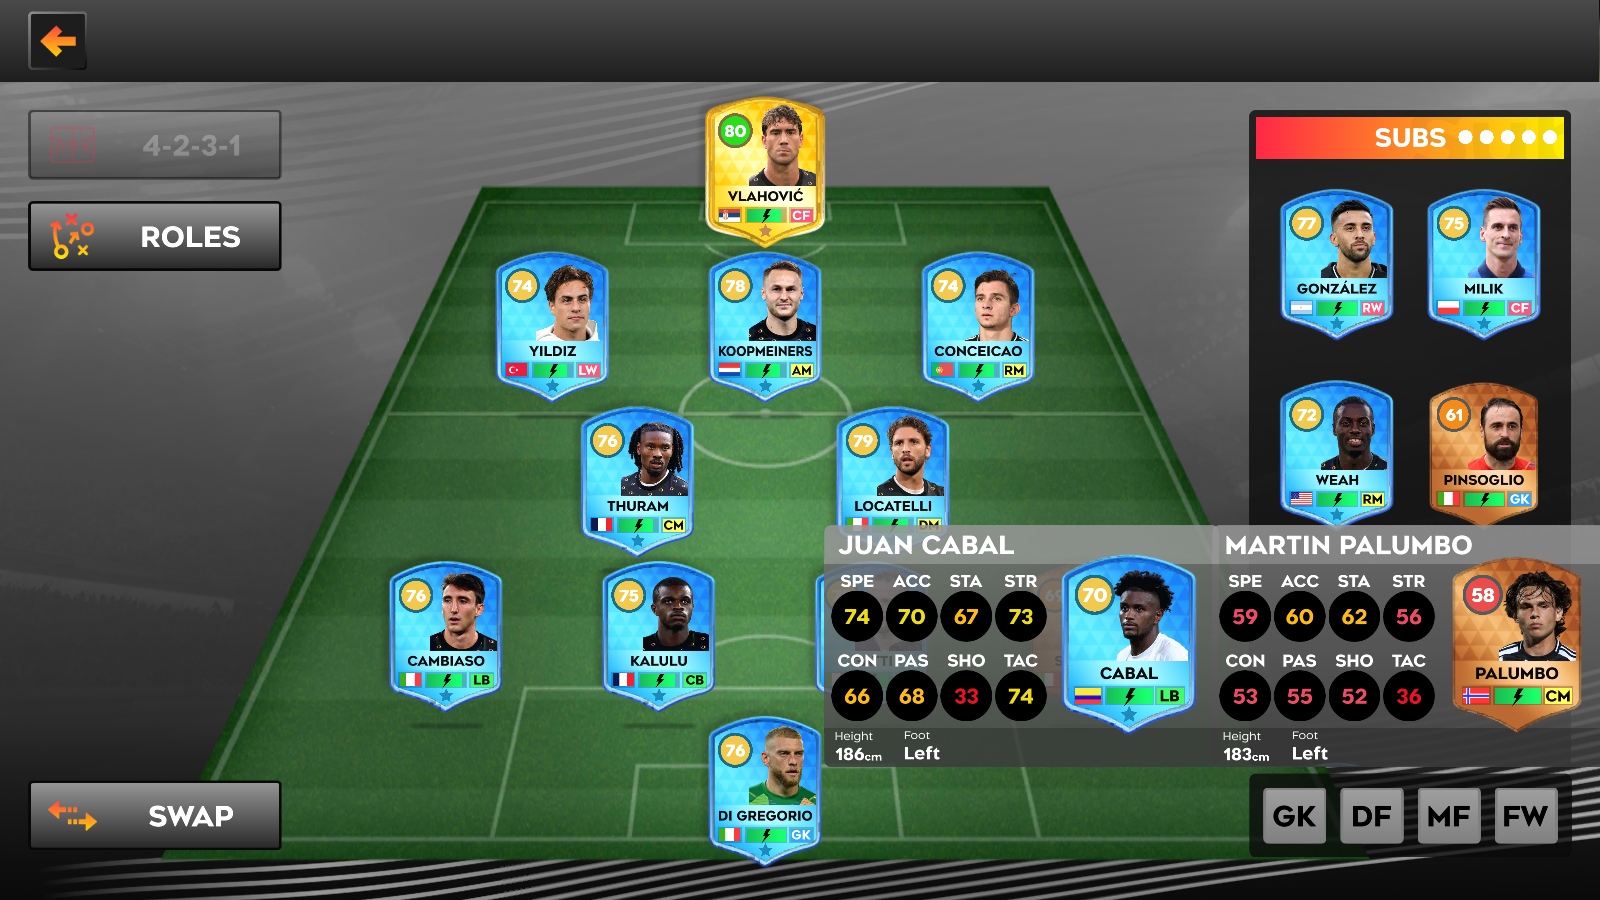 4-2-3-1
ROLES
SWAP
80
VLAHOVIĆ
CF
74
YILDIZ
LW
78
KOOPMEINERS
AM
74
CONCEICAO
RM
76
THURAM
CM
79
LOCATELLI
DM
76
CAMBIASO
LB
75
KALULU
CB
76
DI GREGORIO
GK
SUBS
77
GONZÁLEZ
RW
75
MILIK
CF
72
WEAH
RM
61
PINSOGLIO
GK
JUAN CABAL
SPE ACC STA STR
74 70 67 73
CON PAS SHO TAC
66 68 33 74
Height Foot
186cm Left
70
CABAL
LB
MARTIN PALUMBO
SPE ACC STA STR
59 60 62 56
CON PAS SHO TAC
53 55 52 36
Height Foot
183cm Left
58
PALUMBO
CM
GK DF MF FW